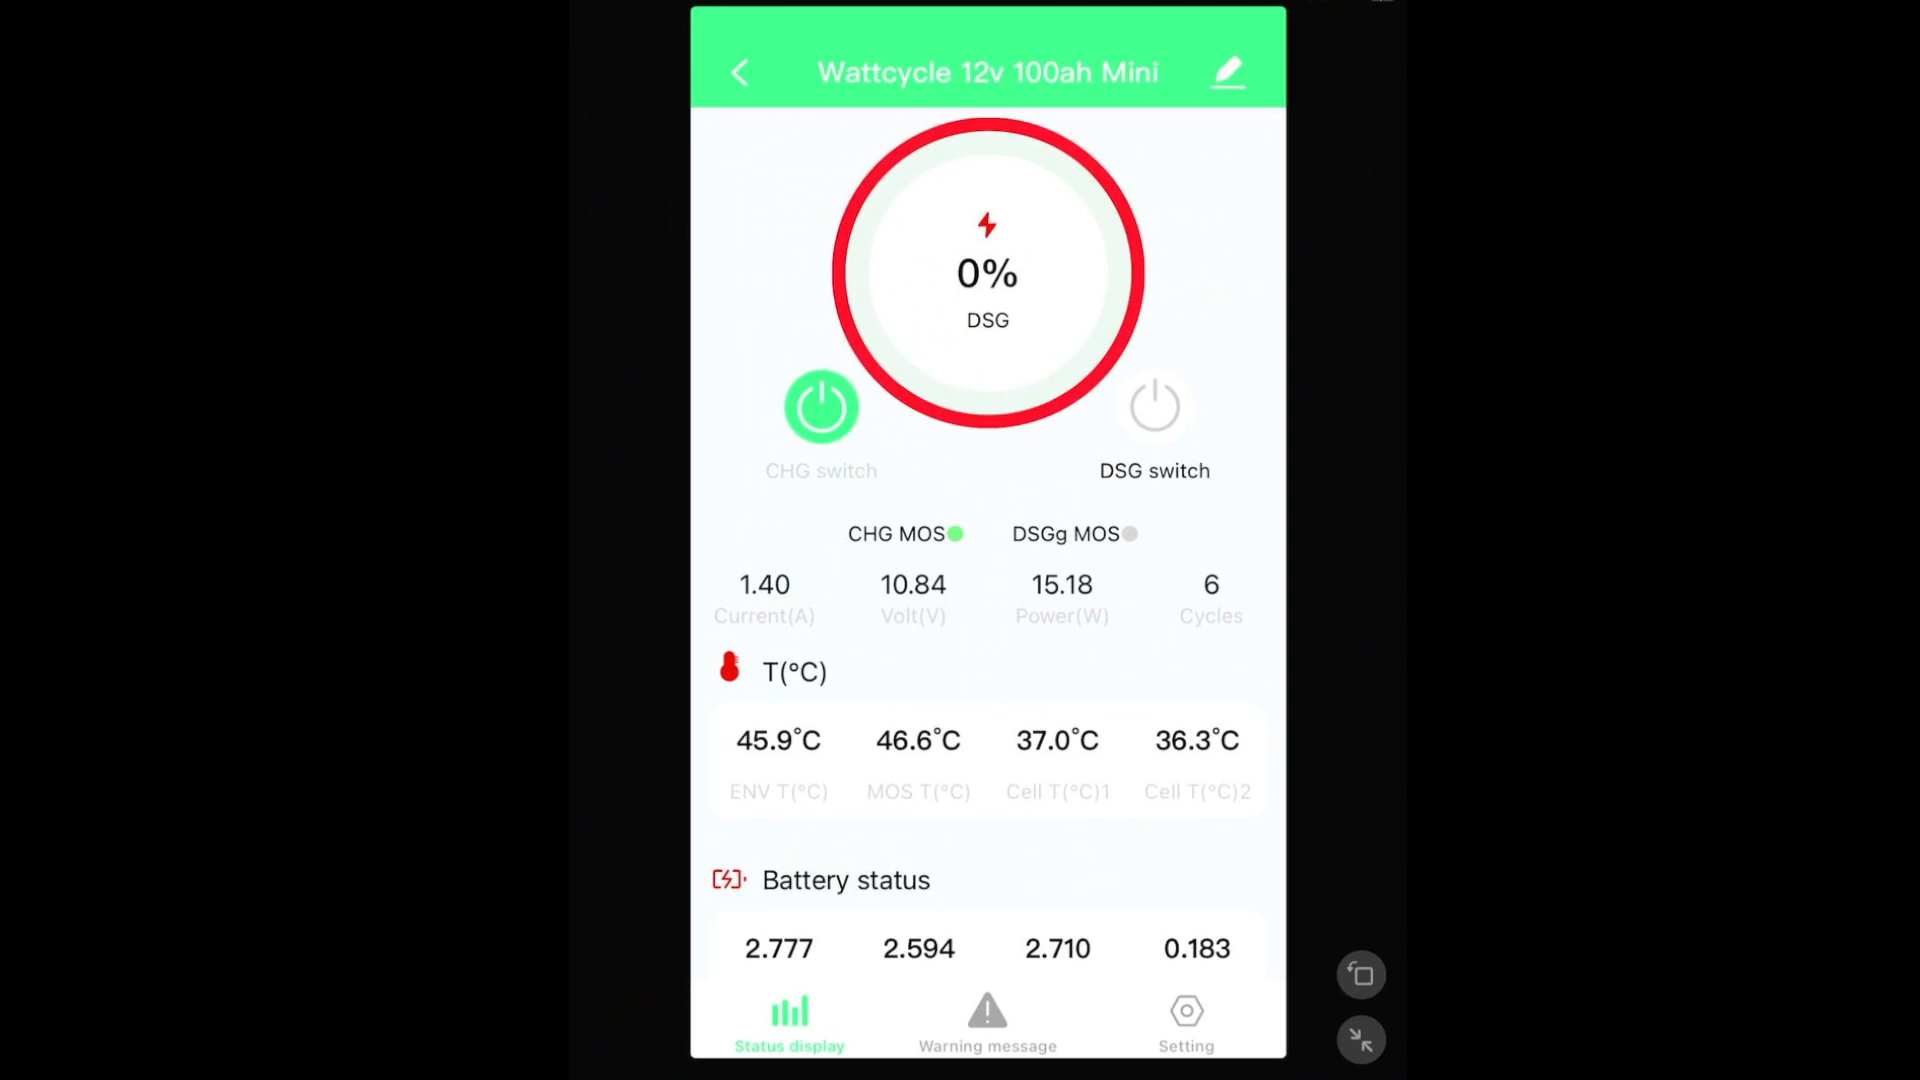 Wattcycle 12v 100ah Mini
0%
DSG
CHG switch
DSG switch
CHG MOS
DSGg MOS
1.40
10.84
15.18
6
Current(A)
Volt(V)
Power(W)
Cycles
T(°C)
45.9°C
46.6°C
37.0°C
36.3°C
ENV T(°C)
MOS T(°C)
Cell T(°C)1
Cell T(°C)2
Battery status
2.777
2.594
2.710
0.183
Status display
Warning message
Setting